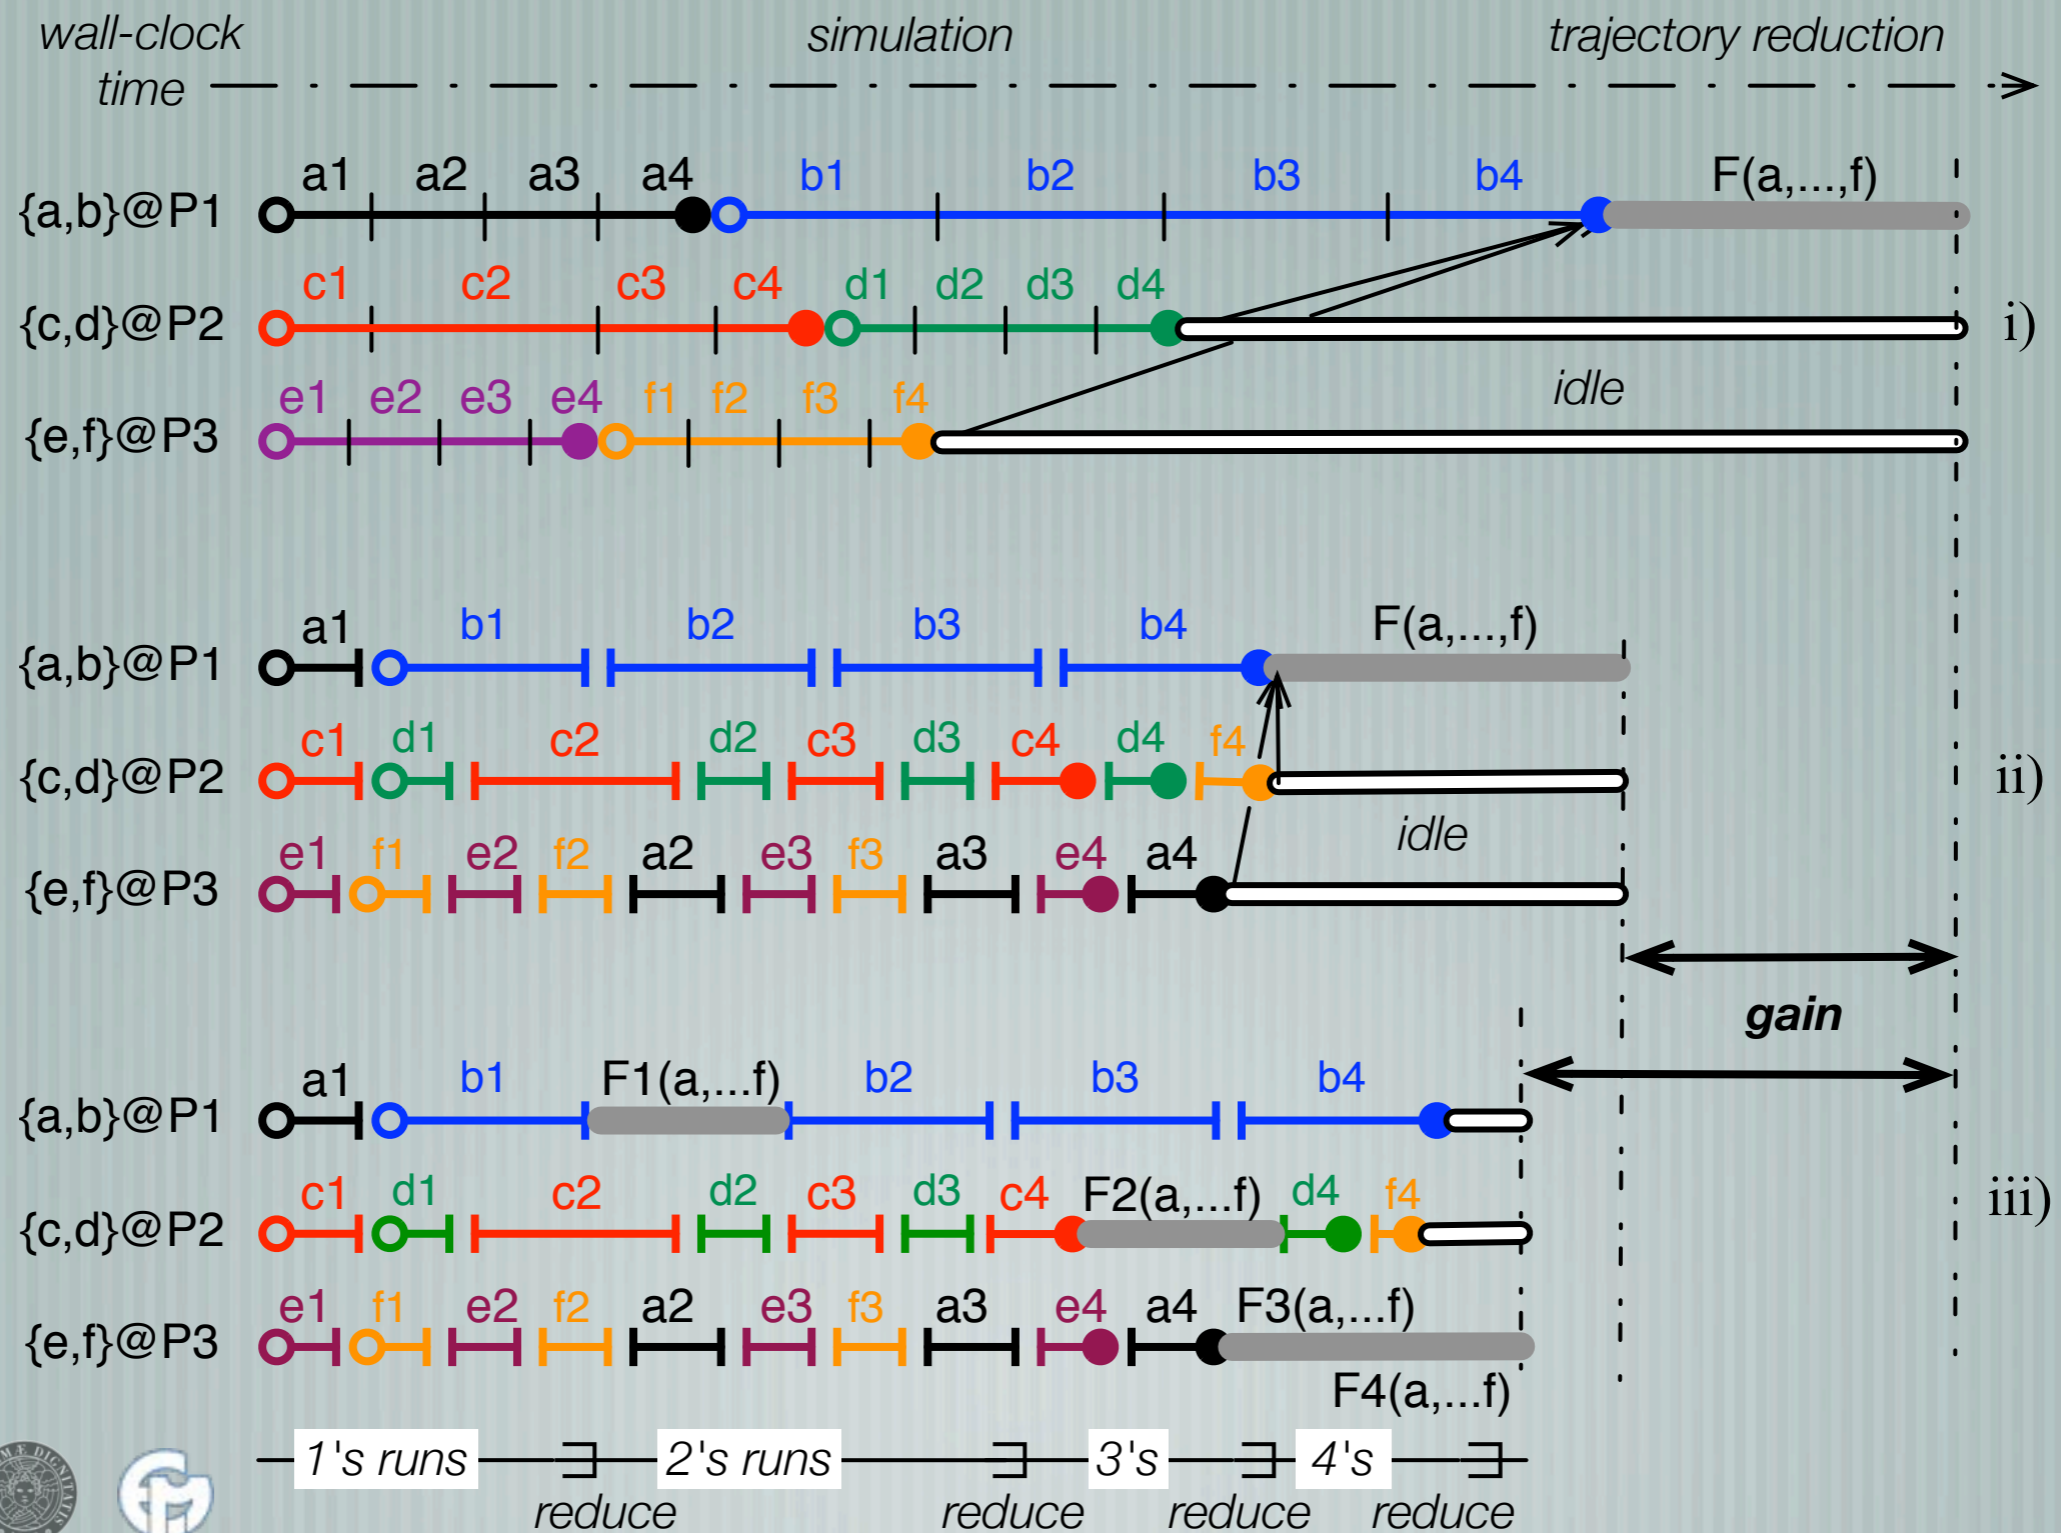 wall-clock time
simulation
trajectory reduction
a1 a2 a3 a4 b1 b2 b3 b4 F(a,...,f)
{a,b}@P1
c1 c2 c3 c4 d1 d2 d3 d4
{c,d}@P2
i)
e1 e2 e3 e4 f1 f2 f3 f4
idle
{e,f}@P3
a1 b1 b2 b3 b4 F(a,...,f)
{a,b}@P1
c1 d1 c2 d2 c3 d3 c4 d4 f4
{c,d}@P2
ii)
idle
e1 f1 e2 f2 a2 e3 f3 a3 e4 a4
{e,f}@P3
gain
a1 b1 F1(a,...f) b2 b3 b4
{a,b}@P1
c1 d1 c2 d2 c3 d3 c4 F2(a,...f) d4 f4
{c,d}@P2
iii)
e1 f1 e2 f2 a2 e3 f3 a3 e4 a4 F3(a,...f)
{e,f}@P3
F4(a,...f)
1's runs 2's runs 3's 4's
reduce reduce reduce reduce